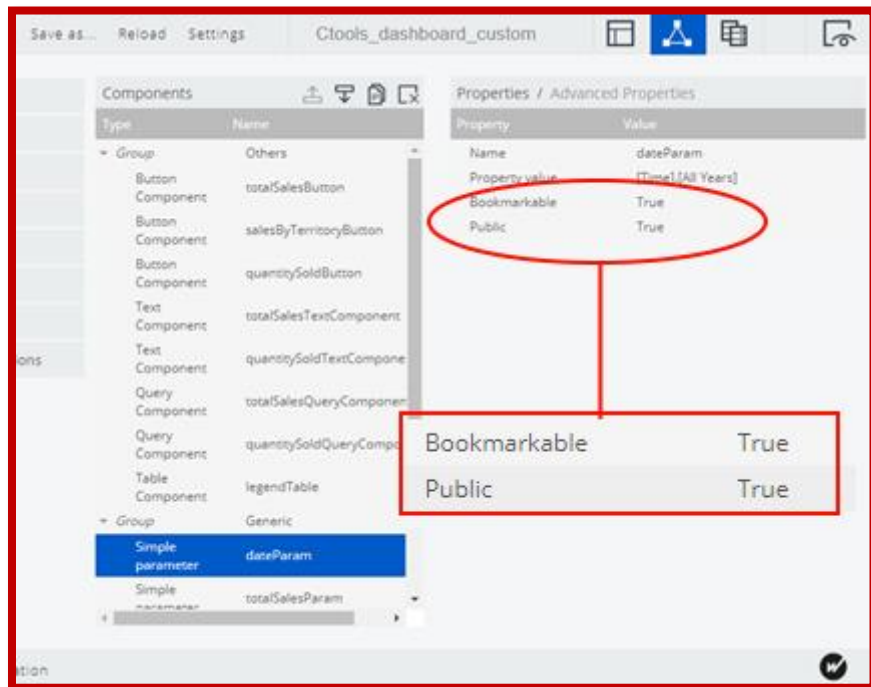 Save as... Reload Settings Ctools_dashboard_custom
Components
Properties / Advanced Properties
Type Name
Property Value
Group Others
Name dateParam
Button Component totalSalesButton
Property value [Time].[All Years]
Bookmarkable True
Button Component salesByTerritoryButton
Public True
Button Component quantitySoldButton
Text Component totalSalesTextComponent
Text Component quantitySoldTextCompone
ions
Query Component totalSalesQueryComponen
Query Component quantitySoldQueryCompo
Bookmarkable True
Table Component legendTable
Public True
Group Generic
Simple parameter dateParam
Simple parameter totalSalesParam
ation